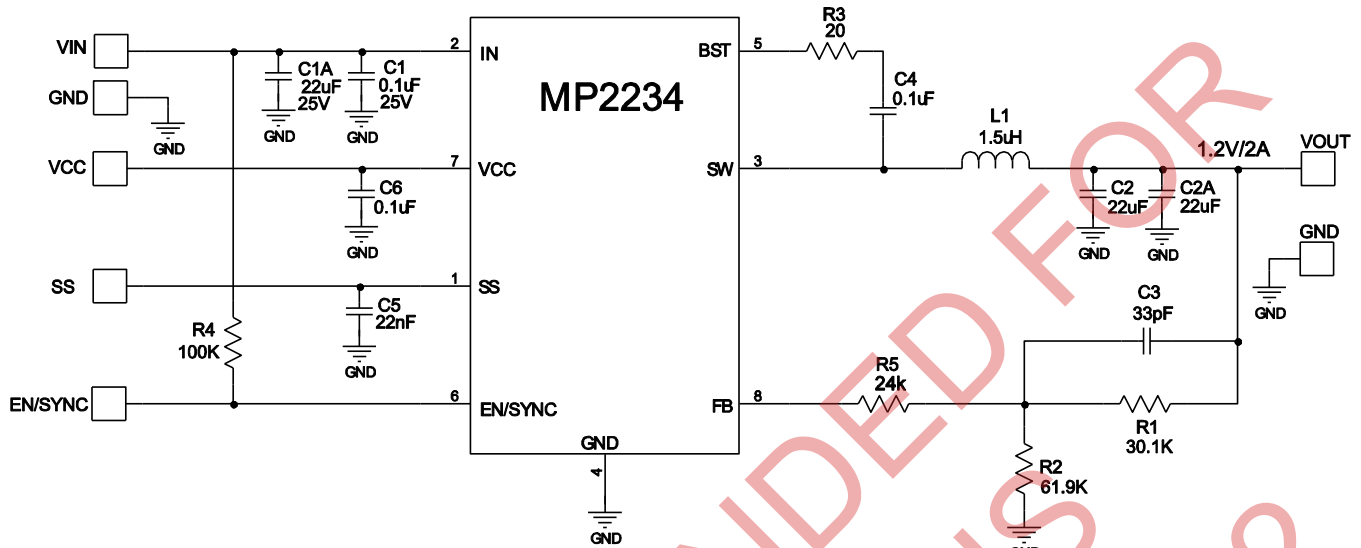 VIN
GND
GND
VCC
SS
EN/SYNC
R4
100K
C1A
22uF
25V
GND
C1
0.1uF
25V
GND
C6
0.1uF
GND
C5
22nF
GND
2
IN
7
VCC
1
SS
6
EN/SYNC
MP2234
GND
4
GND
BST
5
SW
3
FB
8
R3
20
C4
0.1uF
L1
1.5uH
1.2V/2A
VOUT
C2
22uF
GND
C2A
22uF
GND
GND
GND
C3
33pF
R5
24k
R1
30.1K
R2
61.9K
FOR